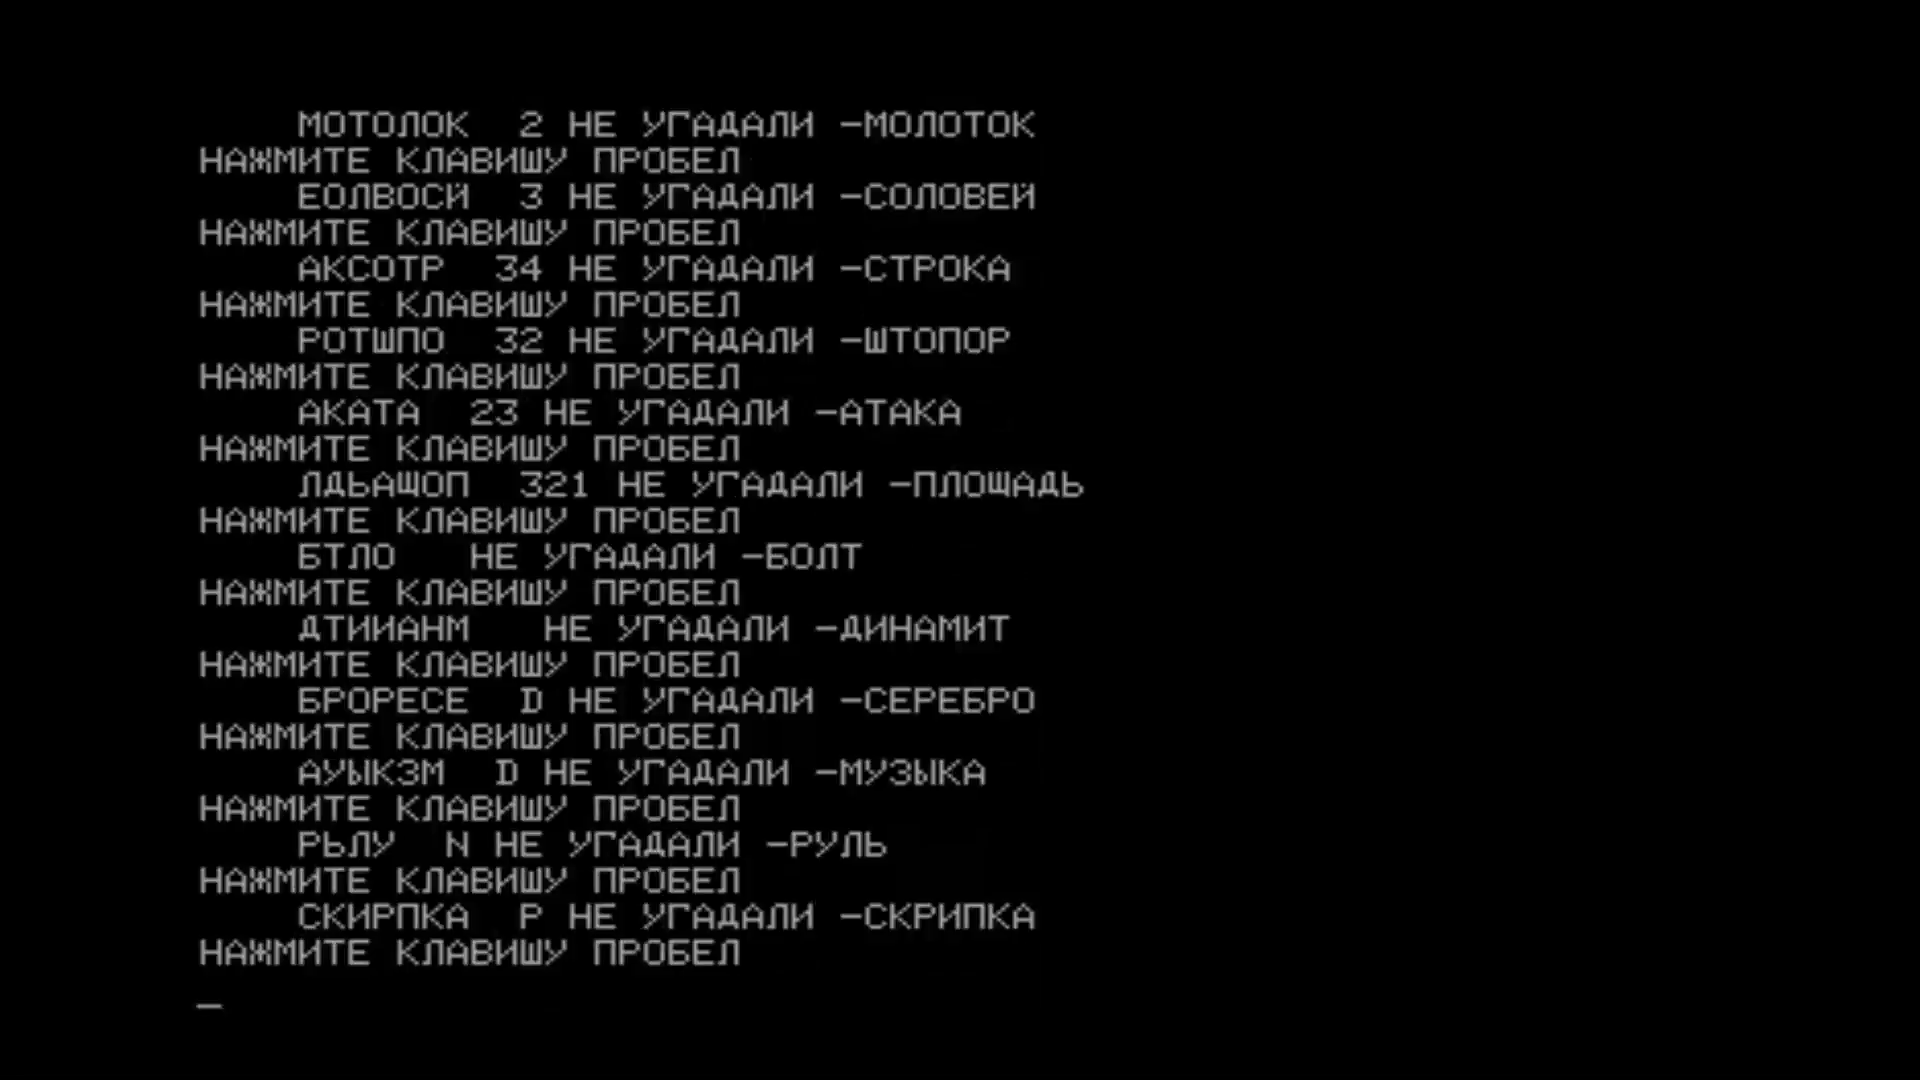 МОТОЛОК 2 НЕ УГАДАЛИ -МОЛОТОК
НАЖМИТЕ КЛАВИШУ ПРОБЕЛ
ЕОЛВОСЙ 3 НЕ УГАДАЛИ -СОЛОВЕЙ
НАЖМИТЕ КЛАВИШУ ПРОБЕЛ
АКСОТР 34 НЕ УГАДАЛИ -СТРОКА
НАЖМИТЕ КЛАВИШУ ПРОБЕЛ
РОТШПО 32 НЕ УГАДАЛИ -ШТОПОР
НАЖМИТЕ КЛАВИШУ ПРОБЕЛ
АКАТА 23 НЕ УГАДАЛИ -АТАКА
НАЖМИТЕ КЛАВИШУ ПРОБЕЛ
ЛДЬАЩОП 321 НЕ УГАДАЛИ -ПЛОЩАДЬ
НАЖМИТЕ КЛАВИШУ ПРОБЕЛ
БТЛО НЕ УГАДАЛИ -БОЛТ
НАЖМИТЕ КЛАВИШУ ПРОБЕЛ
ДТИИАНМ НЕ УГАДАЛИ -ДИНАМИТ
НАЖМИТЕ КЛАВИШУ ПРОБЕЛ
БРОРЕСЕ D НЕ УГАДАЛИ -СЕРЕБРО
НАЖМИТЕ КЛАВИШУ ПРОБЕЛ
АУЫКЗМ D НЕ УГАДАЛИ -МУЗЫКА
НАЖМИТЕ КЛАВИШУ ПРОБЕЛ
РЬЛУ N НЕ УГАДАЛИ -РУЛЬ
НАЖМИТЕ КЛАВИШУ ПРОБЕЛ
СКИРПКА P НЕ УГАДАЛИ -СКРИПКА
НАЖМИТЕ КЛАВИШУ ПРОБЕЛ
_